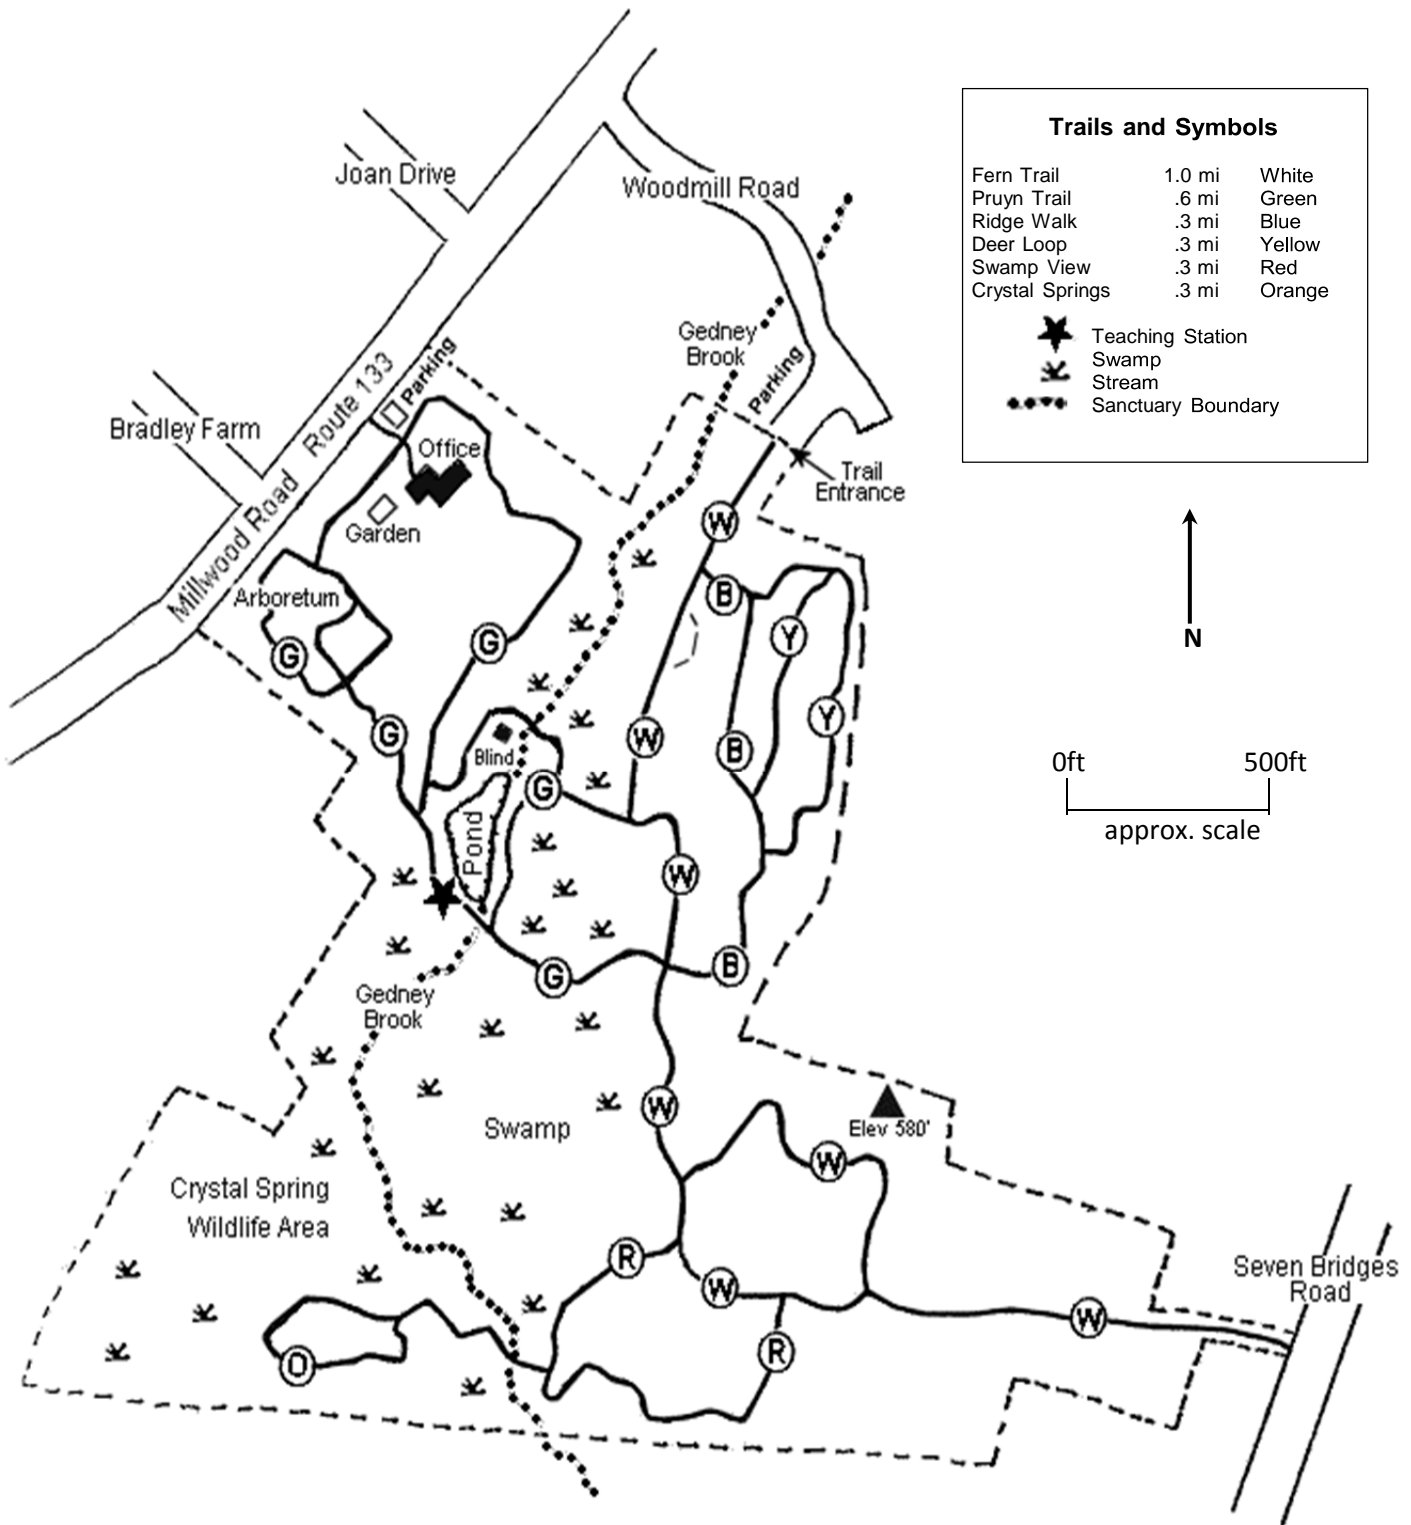 Trails and Symbols
Fern Trail 1.0 mi White
Pruyn Trail .6 mi Green
Ridge Walk .3 mi Blue
Deer Loop .3 mi Yellow
Swamp View .3 mi Red
Crystal Springs .3 mi Orange
Teaching Station
Swamp
Stream
Sanctuary Boundary
Joan Drive
Woodmill Road
Gedney
Brook
Parking
Parking
Millwood Road Route 133
Bradley Farm
Office
Garden
Trail
Entrance
W
Arboretum
B
Y
G
G
Y
G
W
B
Blind
G
Pond
W
N
0ft 500ft
approx. scale
G
B
Gedney
Brook
W
Swamp
Elev 580'
W
Crystal Spring
Wildlife Area
R
W
Seven Bridges
Road
W
R
O